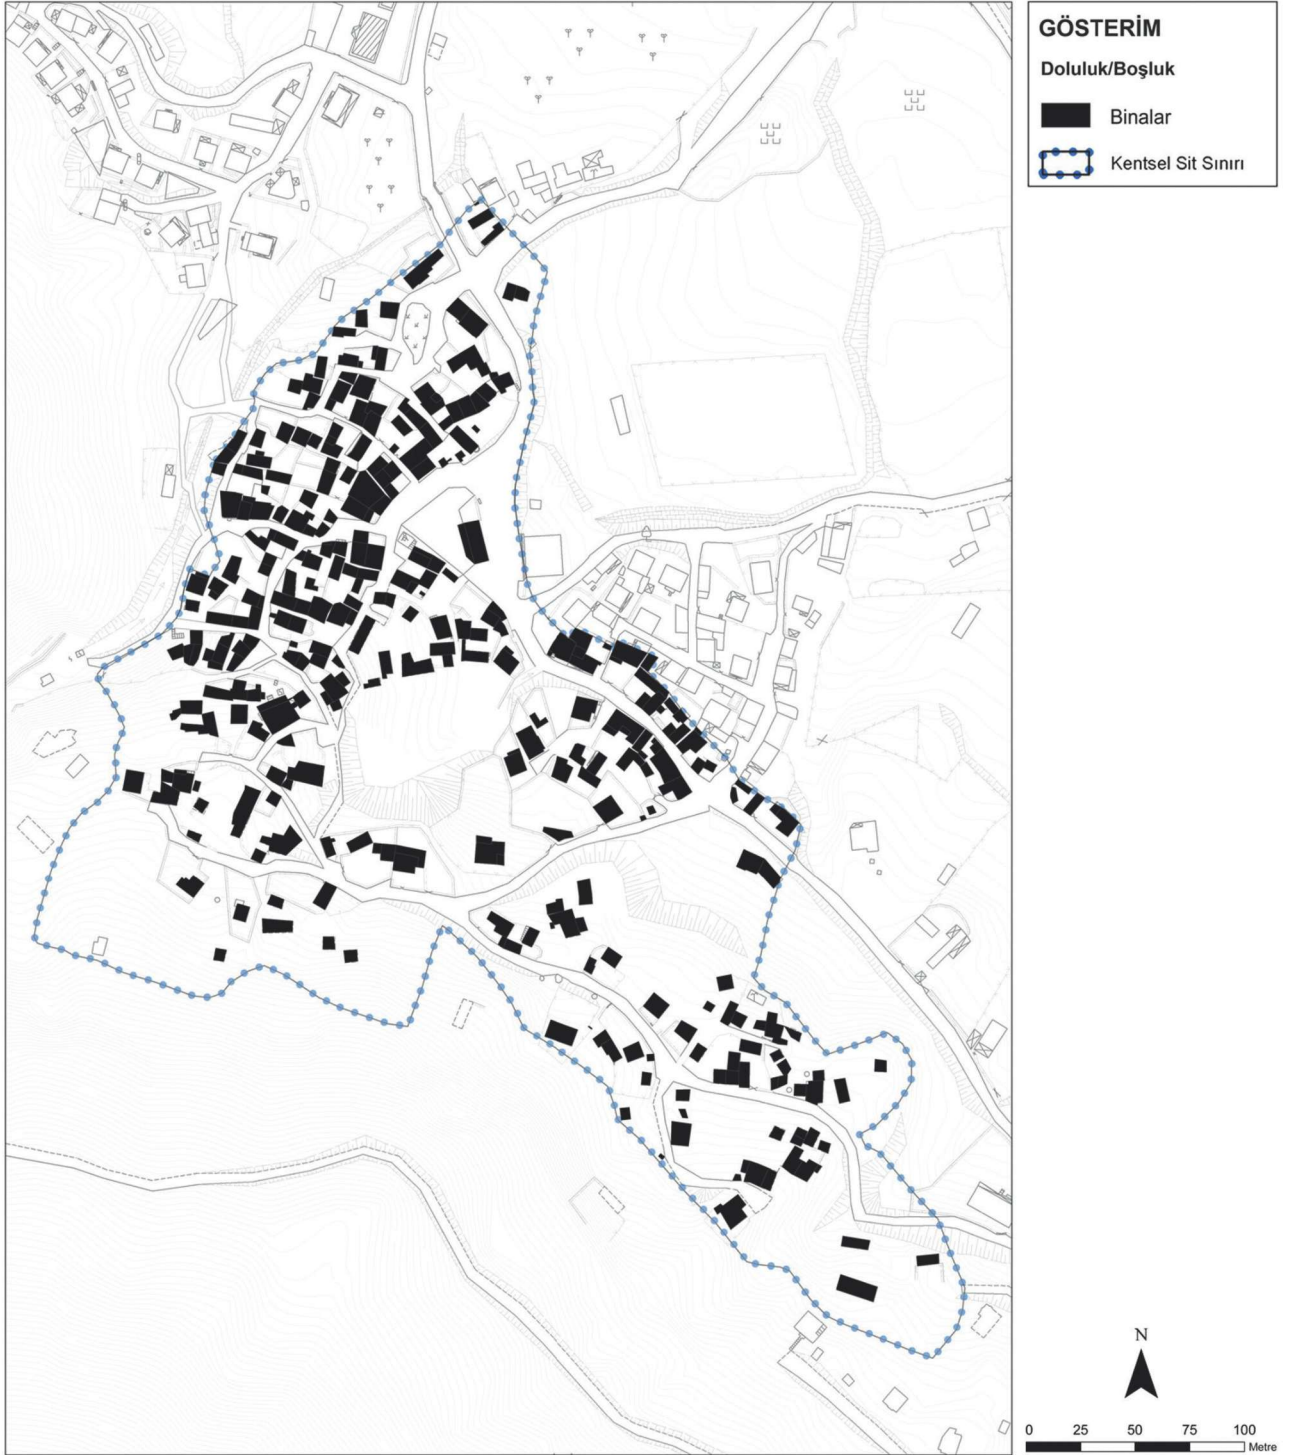 GÖSTERİM
Doluluk/Boşluk
Binalar
Kentsel Sit Sınırı
N
0 25 50 75 100
Metre